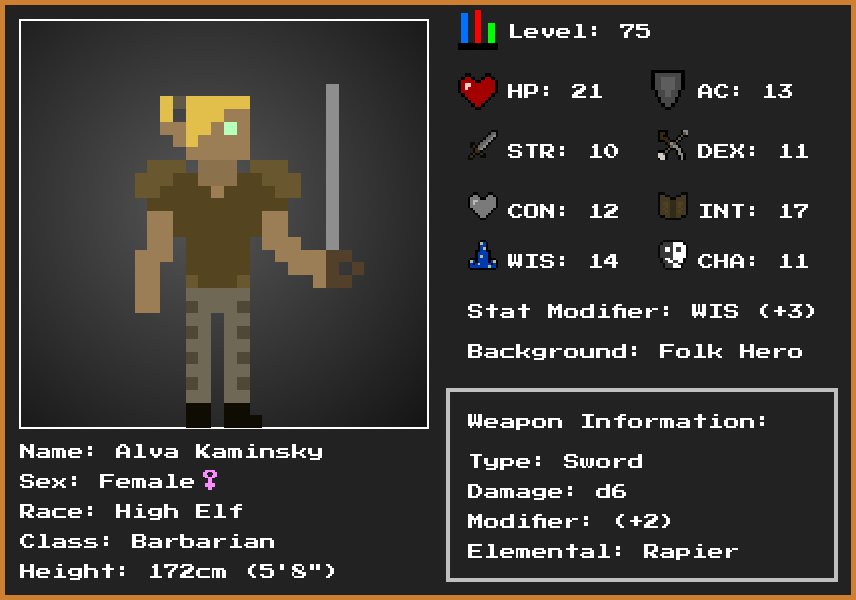 Level: 75
HP: 21 AC: 13
STR: 10 DEX: 11
CON: 12 INT: 17
WIS: 14 CHA: 11
Stat Modifier: WIS (+3)
Background: Folk Hero
Weapon Information:
Type: Sword
Damage: d6
Modifier: (+2)
Elemental: Rapier
Name: Alva Kaminsky
Sex: Female♀
Race: High Elf
Class: Barbarian
Height: 172cm (5'8")